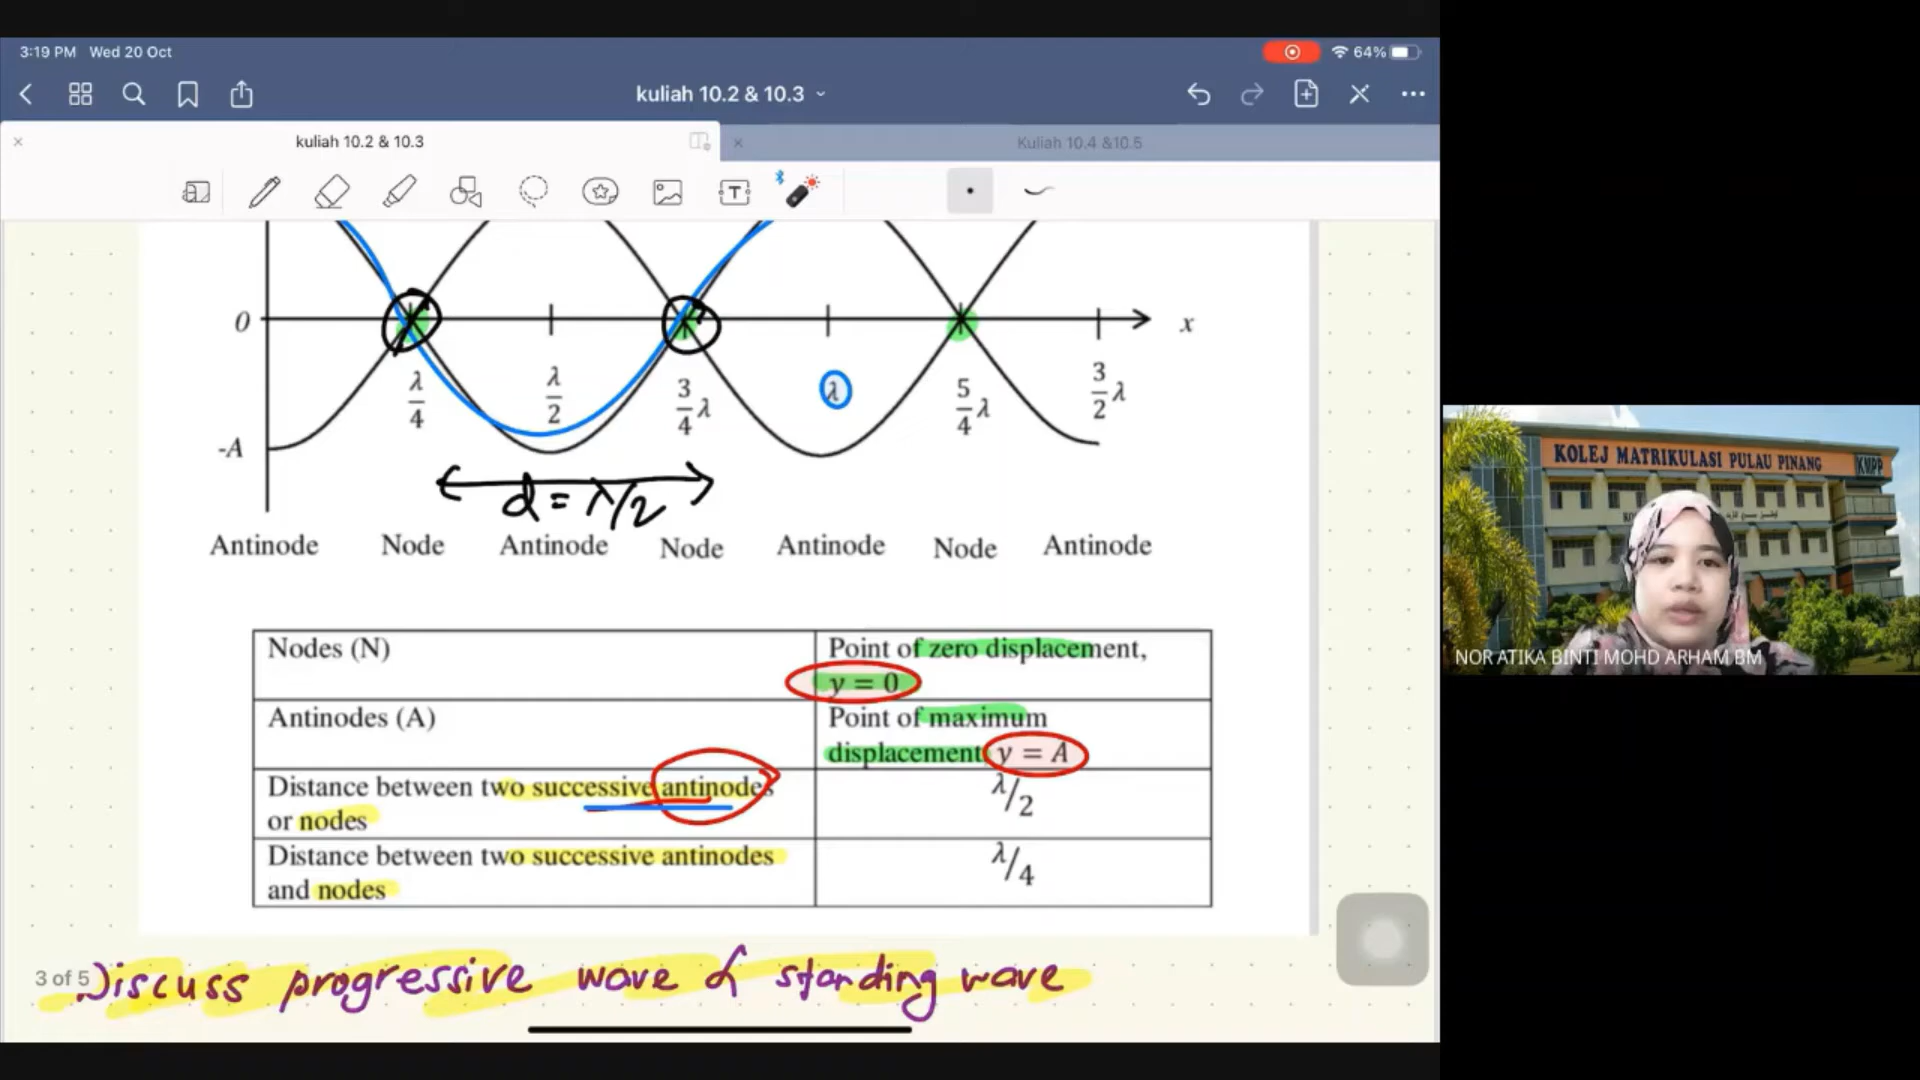 3:19 PM Wed 20 Oct
64%
kuliah 10.2 & 10.3
kuliah 10.2 & 10.3
Kuliah 10.4 &10.5
T
0
x
λ/4
λ/2
3/4 λ
λ
5/4 λ
3/2 λ
-A
d = λ/2
Antinode Node Antinode Node Antinode Node Antinode
Nodes (N)
Point of zero displacement,
y = 0
Antinodes (A)
Point of maximum
displacement y = A
Distance between two successive antinodes
or nodes
λ/2
Distance between two successive antinodes
and nodes
λ/4
3 of 5
Discuss progressive wave & standing wave
KOLEJ MATRIKULASI PULAU PINANG
KMPP
NOR ATIKA BINTI MOHD ARHAM BM